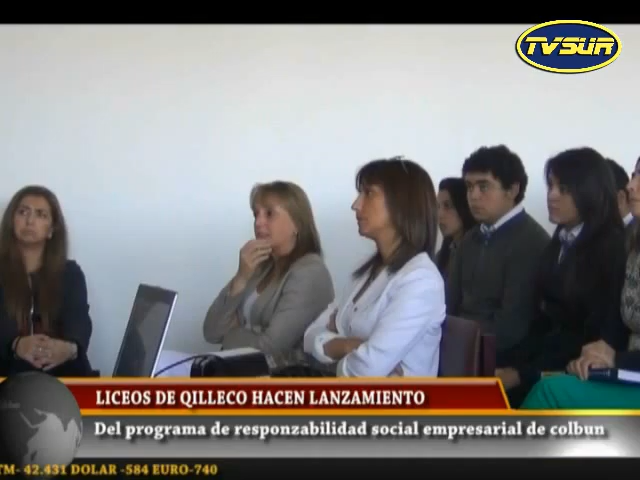 TVSUR
LICEOS DE QILLECO HACEN LANZAMIENTO
Del programa de responzabilidad social empresarial de colbun
TM- 42.431 DOLAR -584 EURO-740